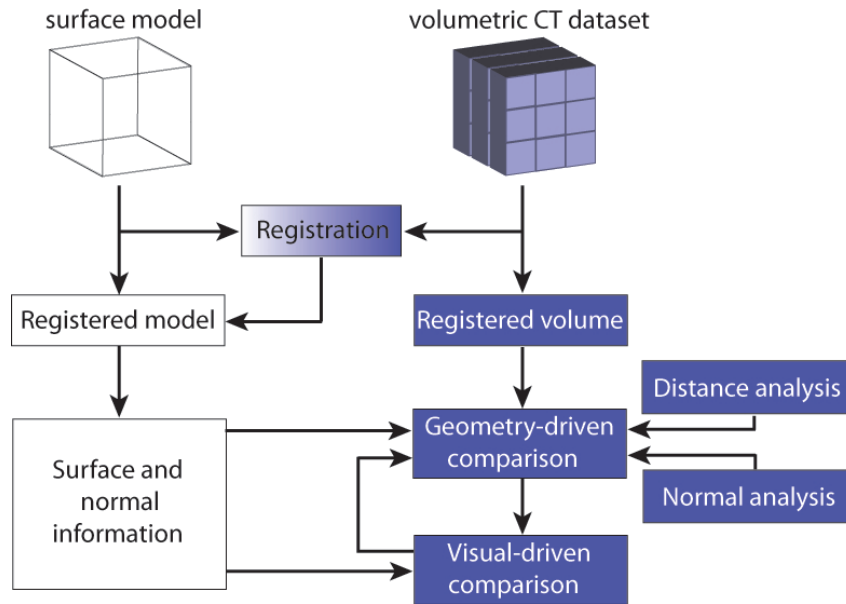 surface model
volumetric CT dataset
Registration
Registered model
Registered volume
Distance analysis
Geometry-driven
comparison
Surface and
normal
information
Normal analysis
Visual-driven
comparison